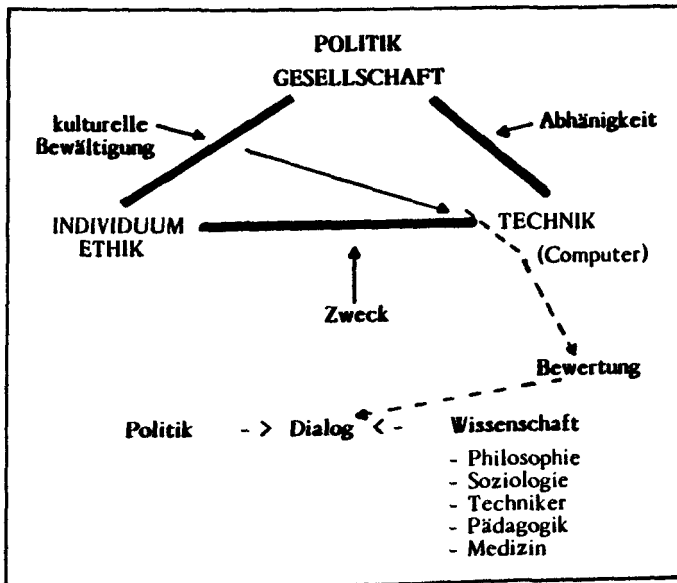 POLITIK
GESELLSCHAFT
kulturelle
Bewältigung
Abhänigkeit
INDIVIDUUM
ETHIK
TECHNIK
(Computer)
Zweck
Bewertung
Politik - > Dialog < - Wissenschaft
- Philosophie
- Soziologie
- Techniker
- Pädagogik
- Medizin